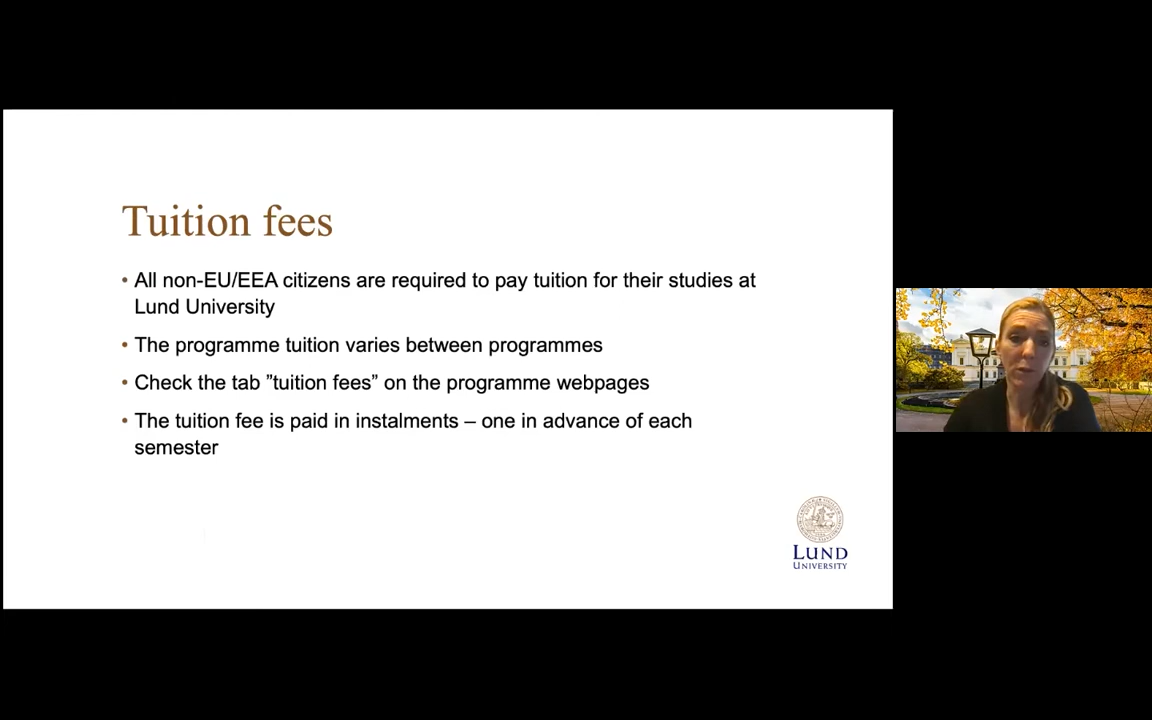 Tuition fees
• All non-EU/EEA citizens are required to pay tuition for their studies at
Lund University
• The programme tuition varies between programmes
• Check the tab ”tuition fees” on the programme webpages
• The tuition fee is paid in instalments – one in advance of each
semester
LUND
UNIVERSITY